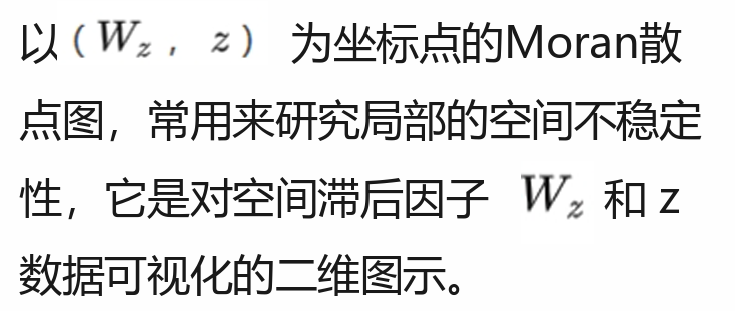 以（W_z，z）为坐标点的Moran散
点图，常用来研究局部的空间不稳定
性，它是对空间滞后因子 W_z 和 z
数据可视化的二维图示。